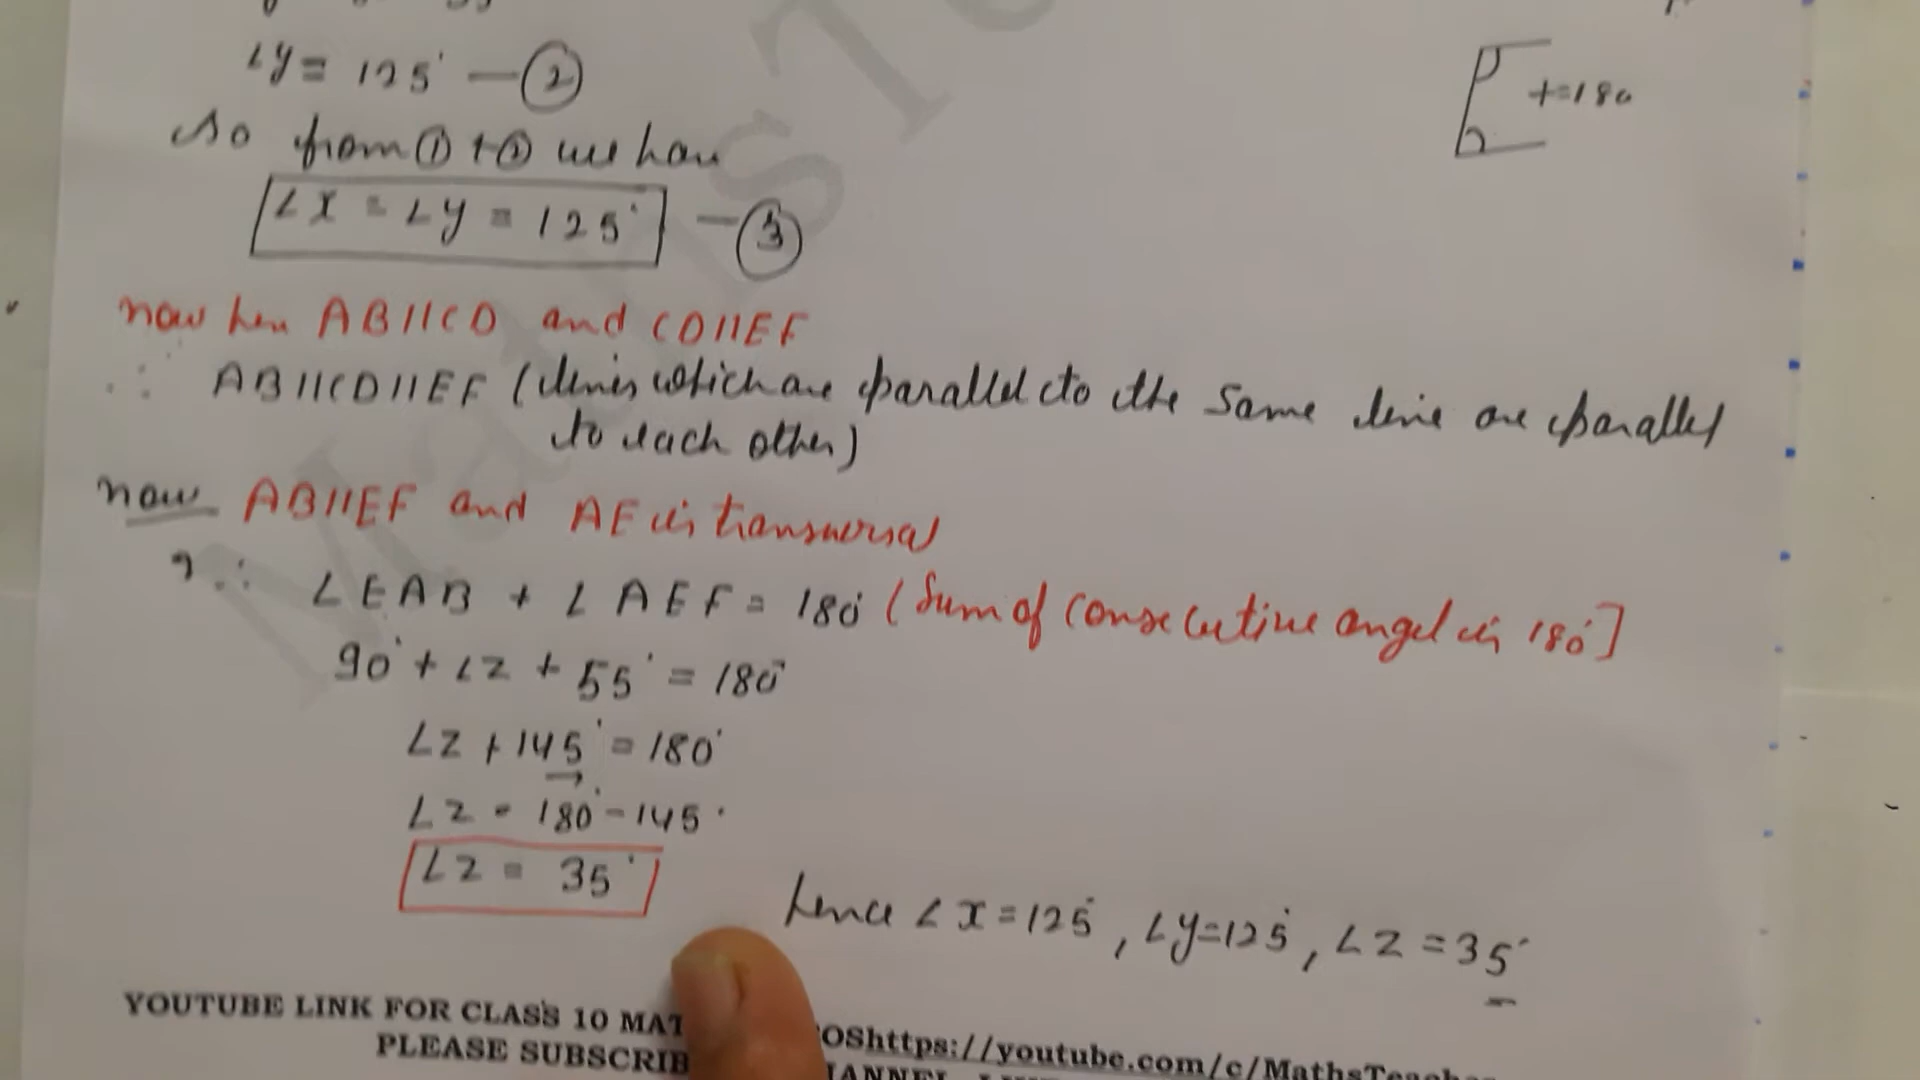 ∠y = 125° — ②
+ = 180
So from ① + ② we have
∠x = ∠y = 125° — ③
now here AB||CD and CD||EF
∴ AB||CD||EF (lines which are parallel to the same line are parallel
to each other)
now AB||EF and AE is transversal
∴ ∠EAB + ∠AEF = 180° (Sum of consecutive angel is 180°]
90° + ∠z + 55° = 180°
∠z + 145° = 180°
∠z = 180° - 145°
∠z = 35°
hence ∠x = 125°, ∠y = 125°, ∠z = 35°
YOUTUBE LINK FOR CLASS 10 MAT
OShttps://youtube.com/c/MathsTeacher
PLEASE SUBSCRIB